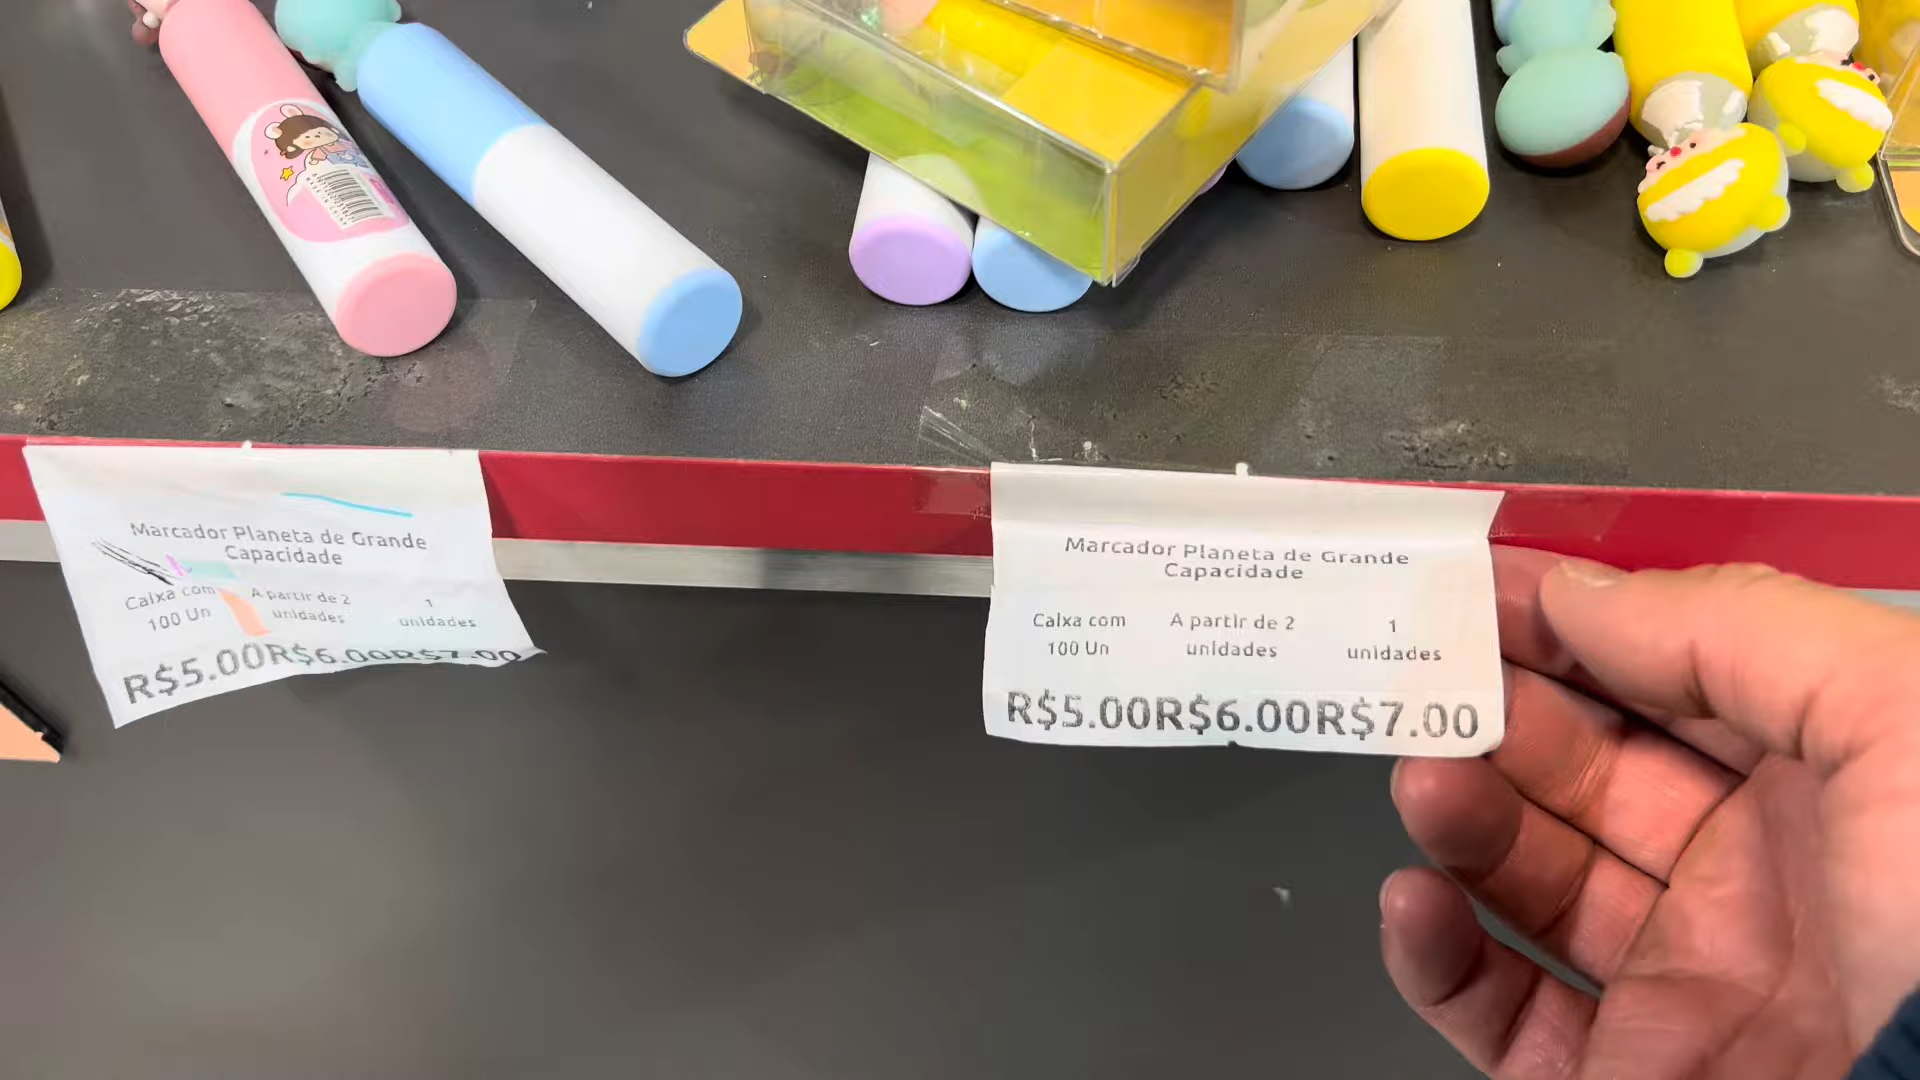 Marcador Planeta de Grande
Capacidade
Caixa com
100 Un
A partir de 2
unidades
1
unidades
R$5.00R$6.00R$7.00
Marcador Planeta de Grande
Capacidade
Caixa com
100 Un
A partir de 2
unidades
1
unidades
R$5.00R$6.00R$7.00